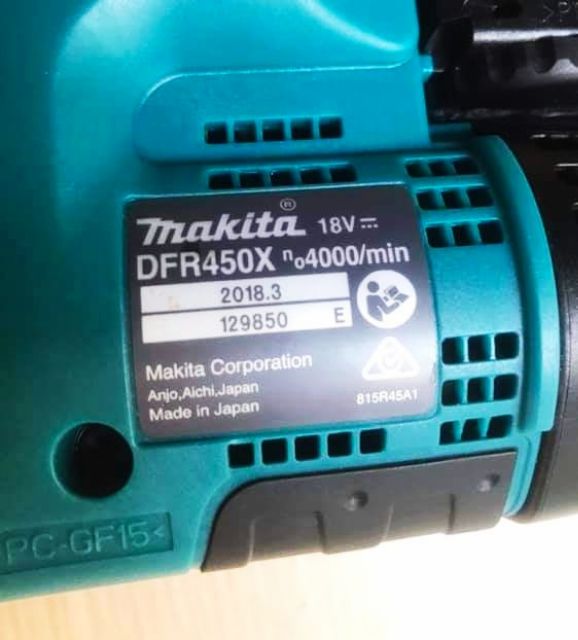 makita® 18V⎓
DFR450X n₀4000/min
2018.3
129850 E
Makita Corporation
Anjo,Aichi,Japan
Made in Japan
815R45A1
PC-GF15<